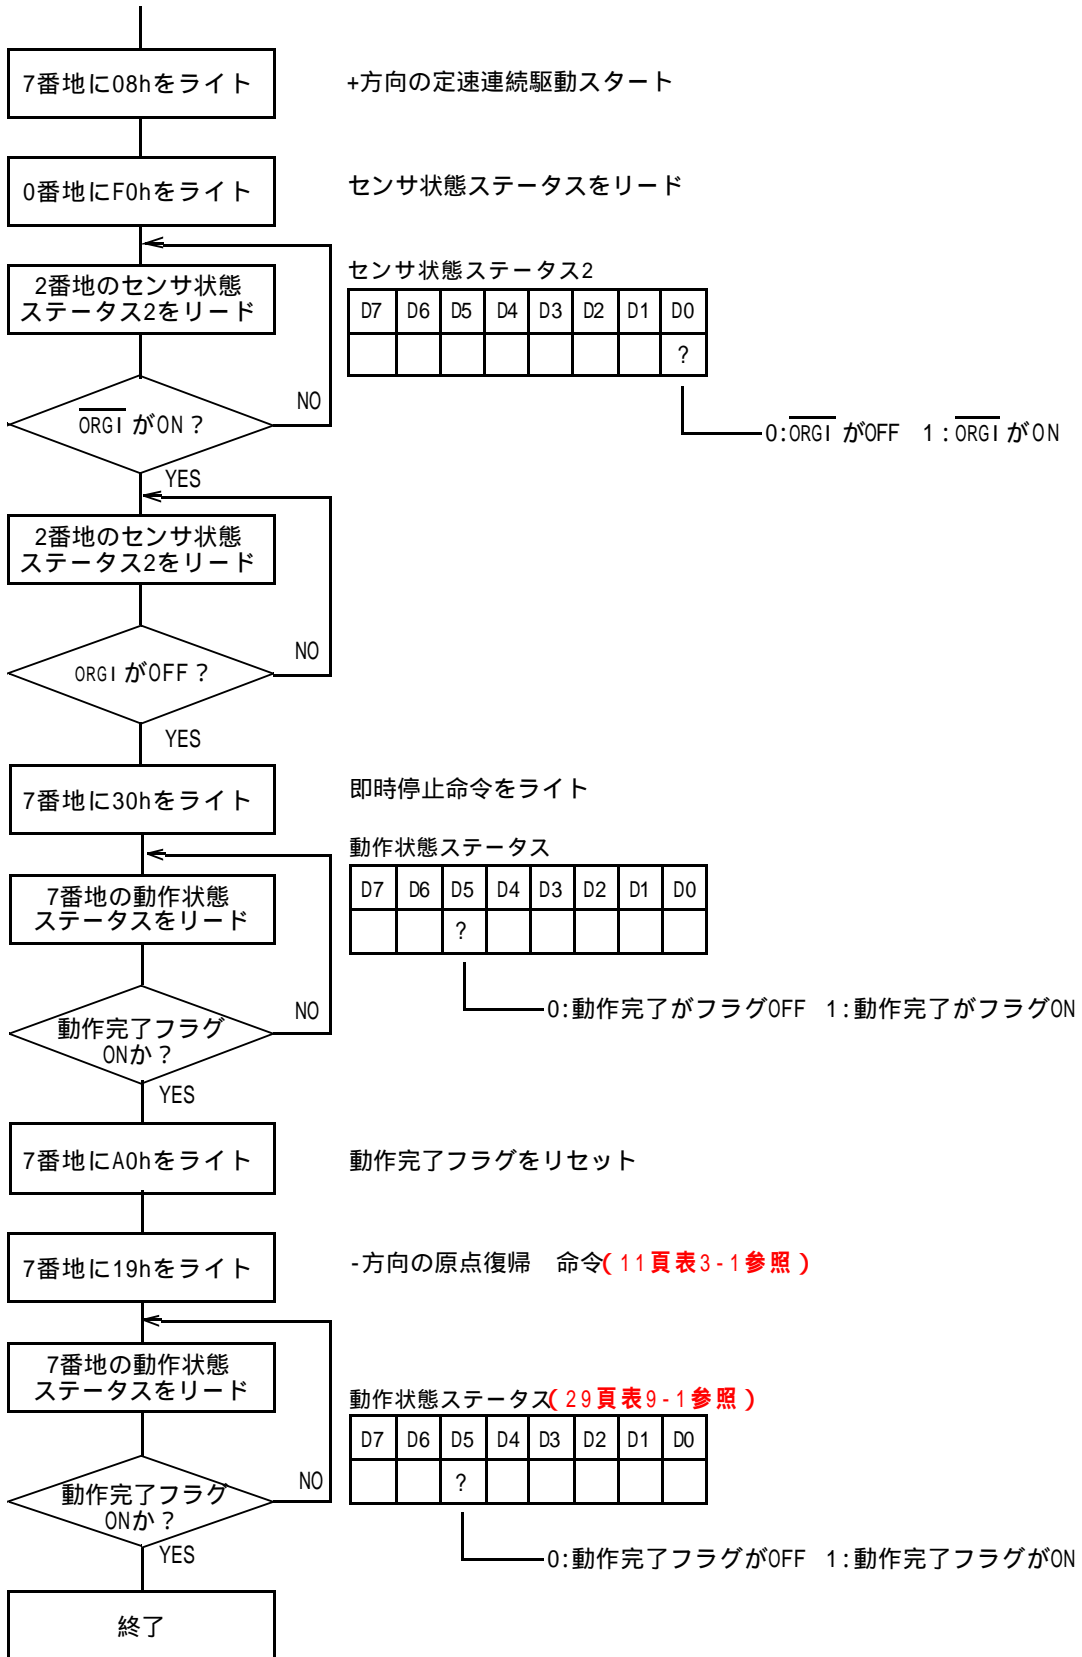 7番地に08hをライト
+方向の定速連続駆動スタート
0番地にF0hをライト
センサ状態ステータスをリード
2番地のセンサ状態
ステータス2をリード
センサ状態ステータス2
D7 D6 D5 D4 D3 D2 D1 D0
?
ORGI がON？
NO
0:ORGI がOFF 1:ORGI がON
YES
2番地のセンサ状態
ステータス2をリード
ORGI がOFF？
NO
YES
7番地に30hをライト
即時停止命令をライト
動作状態ステータス
7番地の動作状態
ステータスをリード
D7 D6 D5 D4 D3 D2 D1 D0
?
動作完了フラグ
ONか？
NO
0:動作完了がフラグOFF 1:動作完了がフラグON
YES
7番地にA0hをライト
動作完了フラグをリセット
7番地に19hをライト
-方向の原点復帰　命令(11頁表3-1参照)
7番地の動作状態
ステータスをリード
動作状態ステータス(29頁表9-1参照)
D7 D6 D5 D4 D3 D2 D1 D0
?
動作完了フラグ
ONか？
NO
0:動作完了フラグがOFF 1:動作完了フラグがON
YES
終了